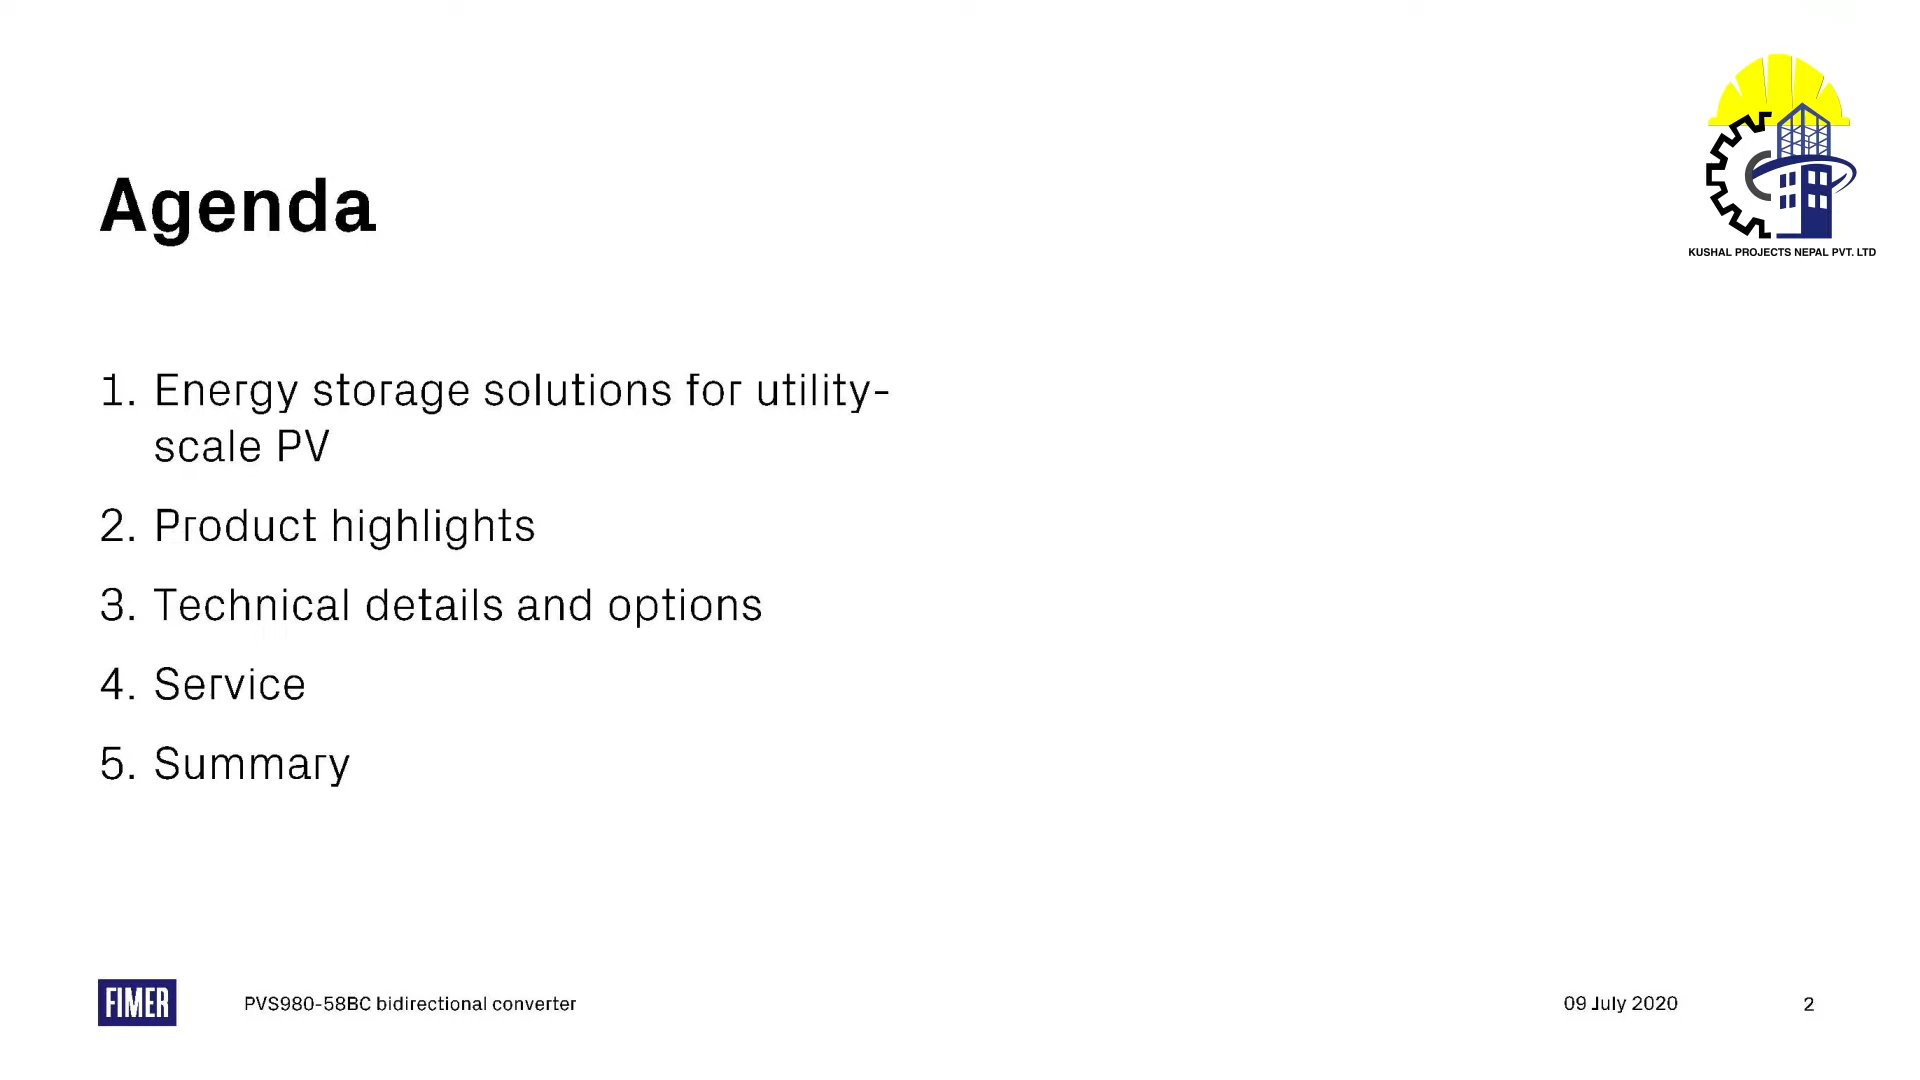 KUSHAL PROJECTS NEPAL PVT. LTD
Agenda
1. Energy storage solutions for utility-
scale PV
2. Product highlights
3. Technical details and options
4. Service
5. Summary
FIMER
PVS980-58BC bidirectional converter
09 July 2020
2